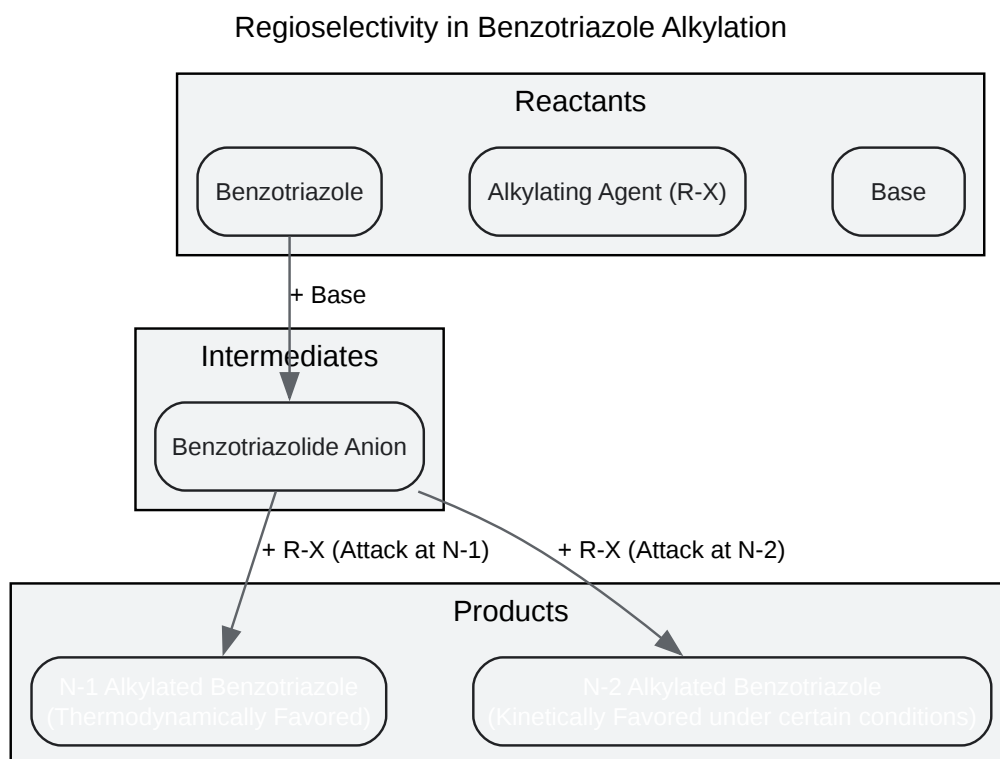 Regioselectivity in Benzotriazole Alkylation
Reactants
Benzotriazole
Alkylating Agent (R-X)
Base
+ Base
Intermediates
Benzotriazolide Anion
+ R-X (Attack at N-1)
+ R-X (Attack at N-2)
Products
N-1 Alkylated Benzotriazole
(Thermodynamically Favored)
N-2 Alkylated Benzotriazole
(Kinetically Favored under certain conditions)